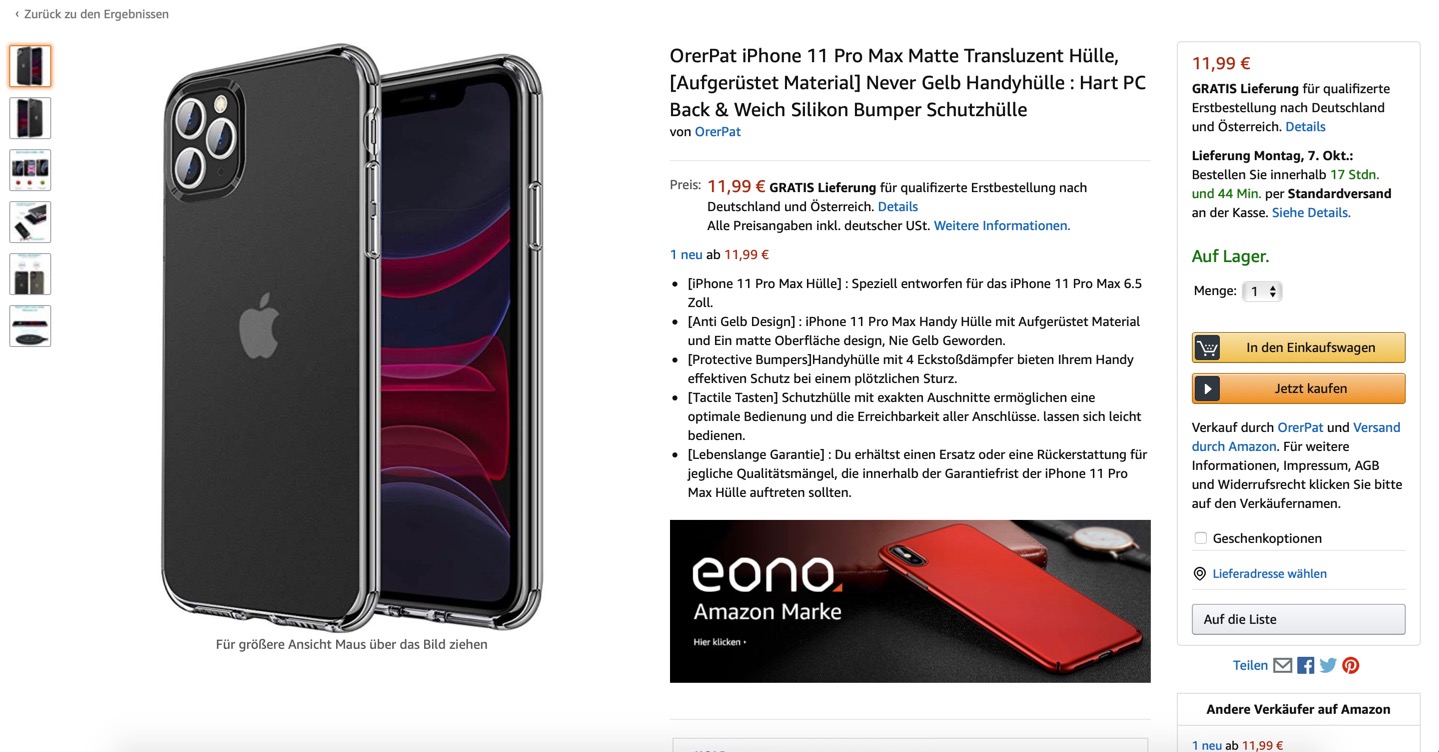 ‹ Zurück zu den Ergebnissen
Für größere Ansicht Maus über das Bild ziehen
OrerPat iPhone 11 Pro Max Matte Transluzent Hülle,
[Aufgerüstet Material] Never Gelb Handyhülle : Hart PC
Back & Weich Silikon Bumper Schutzhülle
von OrerPat
Preis: 11,99 € GRATIS Lieferung für qualifizerte Erstbestellung nach
Deutschland und Österreich. Details
Alle Preisangaben inkl. deutscher USt. Weitere Informationen.
1 neu ab 11,99 €
• [iPhone 11 Pro Max Hülle] : Speziell entworfen für das iPhone 11 Pro Max 6.5
Zoll.
• [Anti Gelb Design] : iPhone 11 Pro Max Handy Hülle mit Aufgerüstet Material
und Ein matte Oberfläche design, Nie Gelb Geworden.
• [Protective Bumpers]Handyhülle mit 4 Eckstoßdämpfer bieten Ihrem Handy
effektiven Schutz bei einem plötzlichen Sturz.
• [Tactile Tasten] Schutzhülle mit exakten Auschnitte ermöglichen eine
optimale Bedienung und die Erreichbarkeit aller Anschlüsse. lassen sich leicht
bedienen.
• [Lebenslange Garantie] : Du erhältst einen Ersatz oder eine Rückerstattung für
jegliche Qualitätsmängel, die innerhalb der Garantiefrist der iPhone 11 Pro
Max Hülle auftreten sollten.
eono
Amazon Marke
Hier klicken ›
11,99 €
GRATIS Lieferung für qualifizerte
Erstbestellung nach Deutschland
und Österreich. Details
Lieferung Montag, 7. Okt.:
Bestellen Sie innerhalb 17 Stdn.
und 44 Min. per Standardversand
an der Kasse. Siehe Details.
Auf Lager.
Menge: 1
In den Einkaufswagen
Jetzt kaufen
Verkauf durch OrerPat und Versand
durch Amazon. Für weitere
Informationen, Impressum, AGB
und Widerrufsrecht klicken Sie bitte
auf den Verkäufernamen.
Geschenkoptionen
Lieferadresse wählen
Auf die Liste
Teilen
Andere Verkäufer auf Amazon
1 neu ab 11,99 €